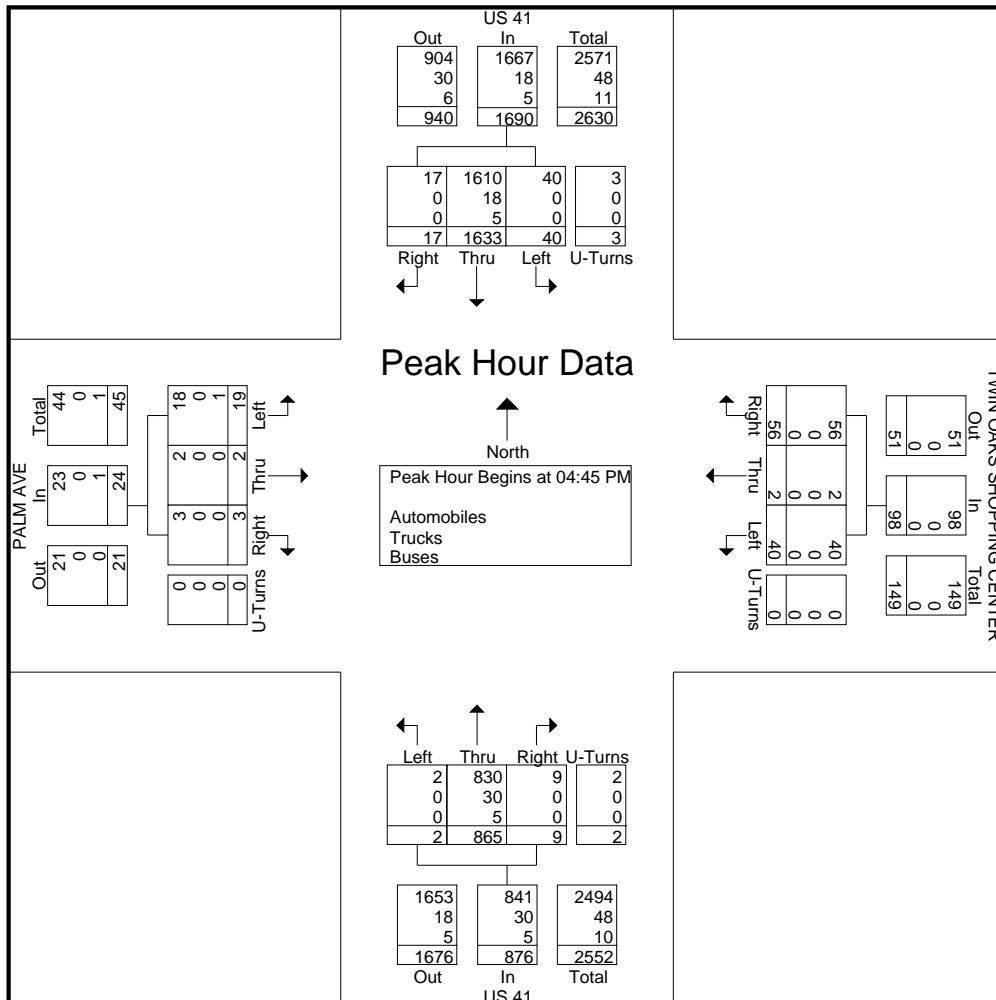 US 41
Out In Total
904 1667 2571
30 18 48
6 5 11
940 1690 2630
17 1610 40 3
0 18 0 0
0 5 0 0
17 1633 40 3
Right Thru Left U-Turns
Peak Hour Data
North
Peak Hour Begins at 04:45 PM
Automobiles
Trucks
Buses
PALM AVE
Out In Total
21 23 44
0 0 0
0 1 1
21 24 45
U-Turns Right Thru Left
0 3 2 18
0 0 0 0
0 0 0 1
0 3 2 19
TWIN OAKS SHOPPING CENTER
Out In Total
51 98 149
0 0 0
0 0 0
51 98 149
Right Thru Left U-Turns
56 2 40 0
0 0 0 0
0 0 0 0
56 2 40 0
Left Thru Right U-Turns
2 830 9 2
0 30 0 0
0 5 0 0
2 865 9 2
1653 841 2494
18 30 48
5 5 10
1676 876 2552
Out In Total
US 41